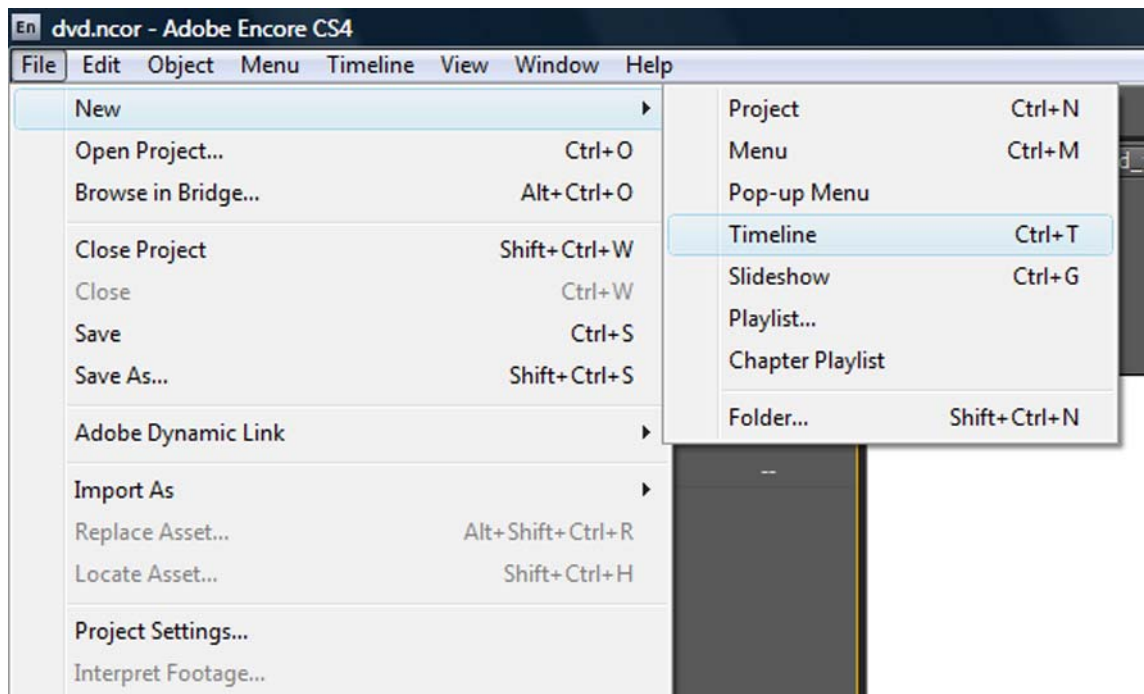 En dvd.ncor - Adobe Encore CS4
File Edit Object Menu Timeline View Window Help
New
Open Project... Ctrl+O
Browse in Bridge... Alt+Ctrl+O
Close Project Shift+Ctrl+W
Close Ctrl+W
Save Ctrl+S
Save As... Shift+Ctrl+S
Adobe Dynamic Link
Import As
Replace Asset... Alt+Shift+Ctrl+R
Locate Asset... Shift+Ctrl+H
Project Settings...
Interpret Footage...
Project Ctrl+N
Menu Ctrl+M
Pop-up Menu
Timeline Ctrl+T
Slideshow Ctrl+G
Playlist...
Chapter Playlist
Folder... Shift+Ctrl+N
--